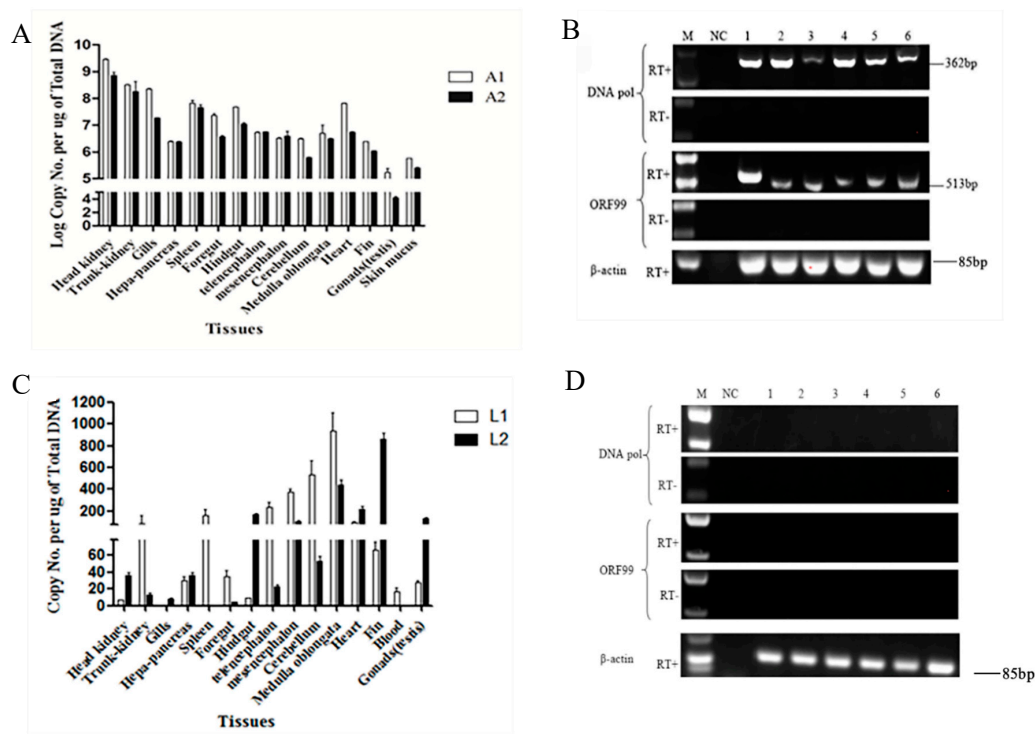 A
Log Copy No. per ug of Total DNA
10
9
8
7
6
5
4
2
0
A1
A2
Head kidney
Trunk-kidney
Gills
Hepa-pancreas
Spleen
Foregut
Hindgut
telencephalon
mesencephalon
Cerebellum
Medulla oblongata
Heart
Fin
Gonads(testis)
Skin mucus
Tissues
B
M NC 1 2 3 4 5 6
DNA pol
RT+
362bp
RT-
ORF99
RT+
513bp
RT-
β-actin
RT+
85bp
C
Copy No. per ug of Total DNA
1200
1000
800
600
400
200
60
40
20
0
L1
L2
Head kidney
Trunk-kidney
Gills
Hepa-pancreas
Spleen
Foregut
Hindgut
telencephalon
mesencephalon
Cerebellum
Medulla oblongata
Heart
Fin
Blood
Gonads(testis)
Tissues
D
M NC 1 2 3 4 5 6
DNA pol
RT+
RT-
ORF99
RT+
RT-
β-actin
RT+
85bp